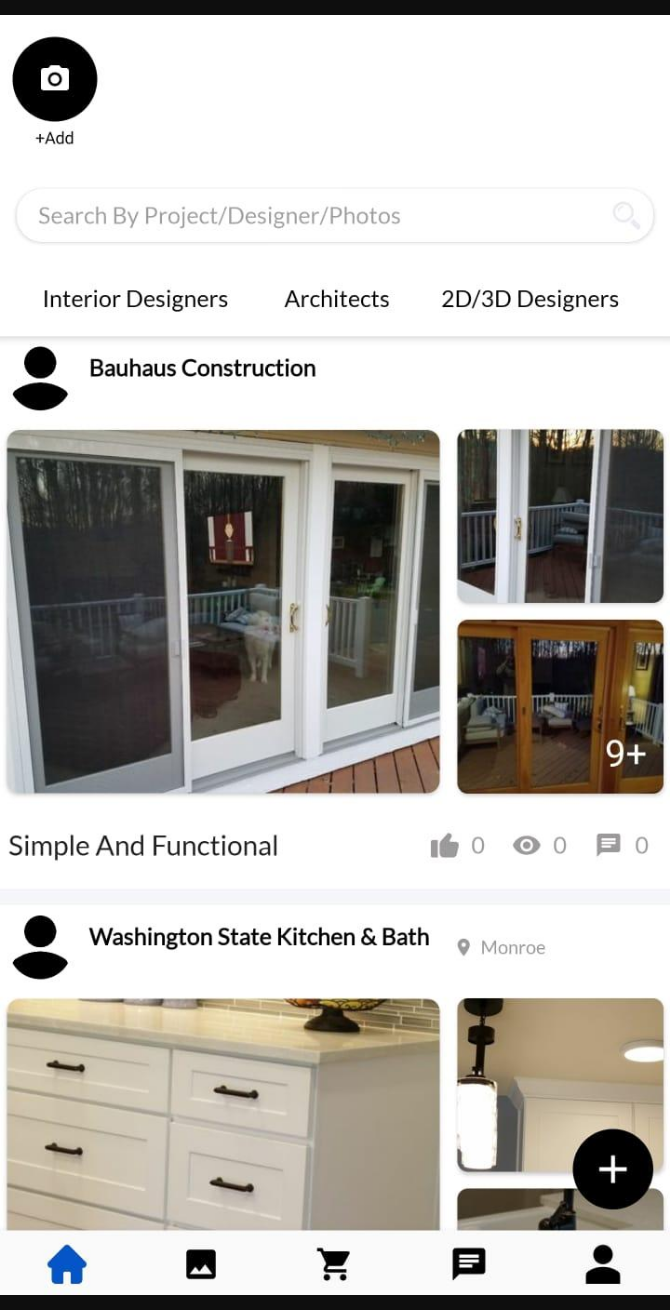 +Add
Search By Project/Designer/Photos
Interior Designers Architects 2D/3D Designers
Bauhaus Construction
9+
Simple And Functional 0 0 0
Washington State Kitchen & Bath Monroe